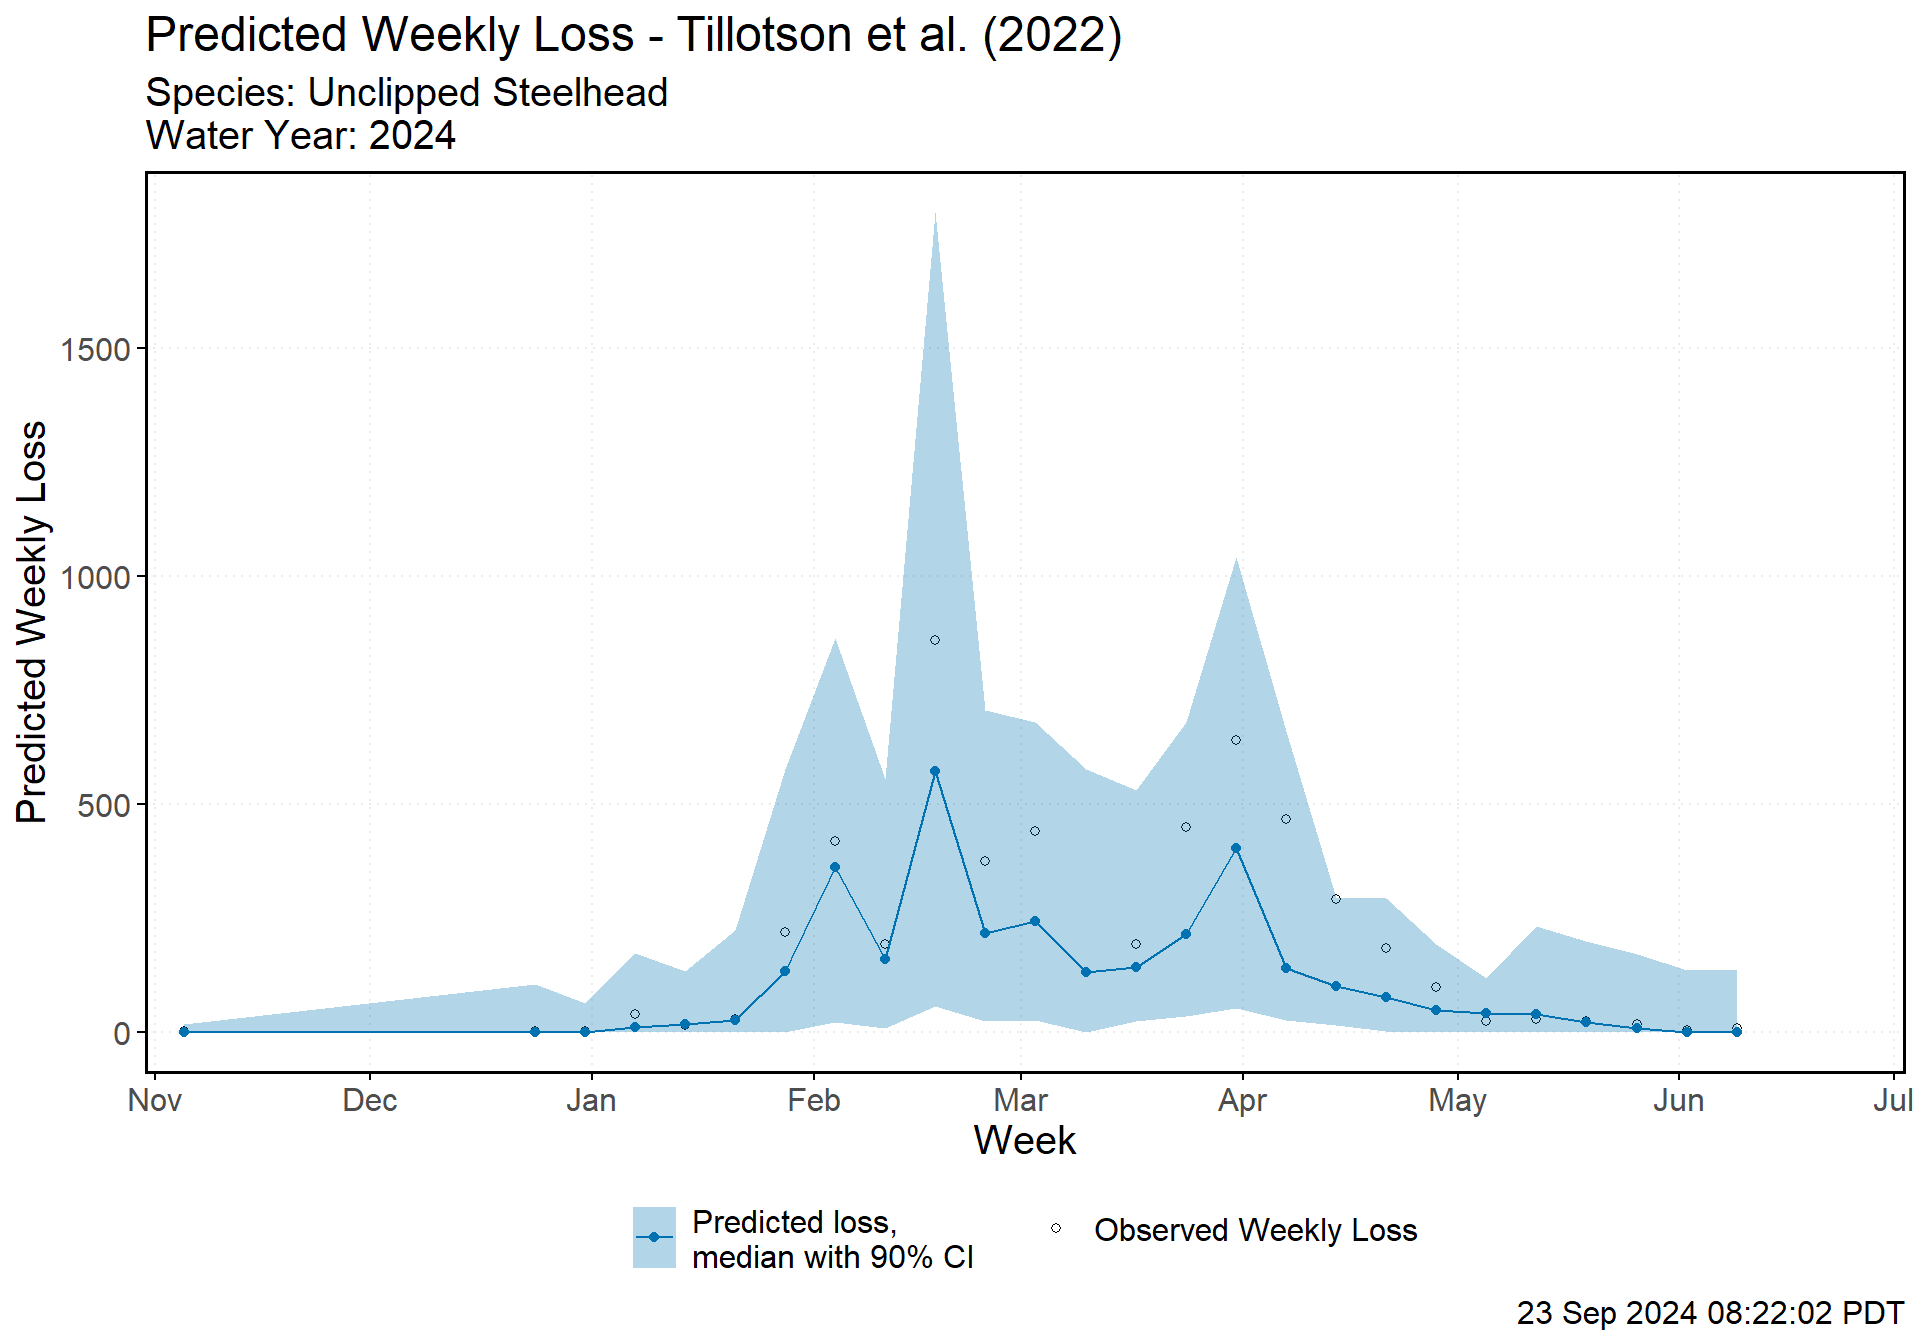 Predicted Weekly Loss - Tillotson et al. (2022)
Species: Unclipped Steelhead
Water Year: 2024
Predicted Weekly Loss
1500
1000
500
0
Nov Dec Jan Feb Mar Apr May Jun Jul
Week
Predicted loss,
median with 90% CI
Observed Weekly Loss
23 Sep 2024 08:22:02 PDT